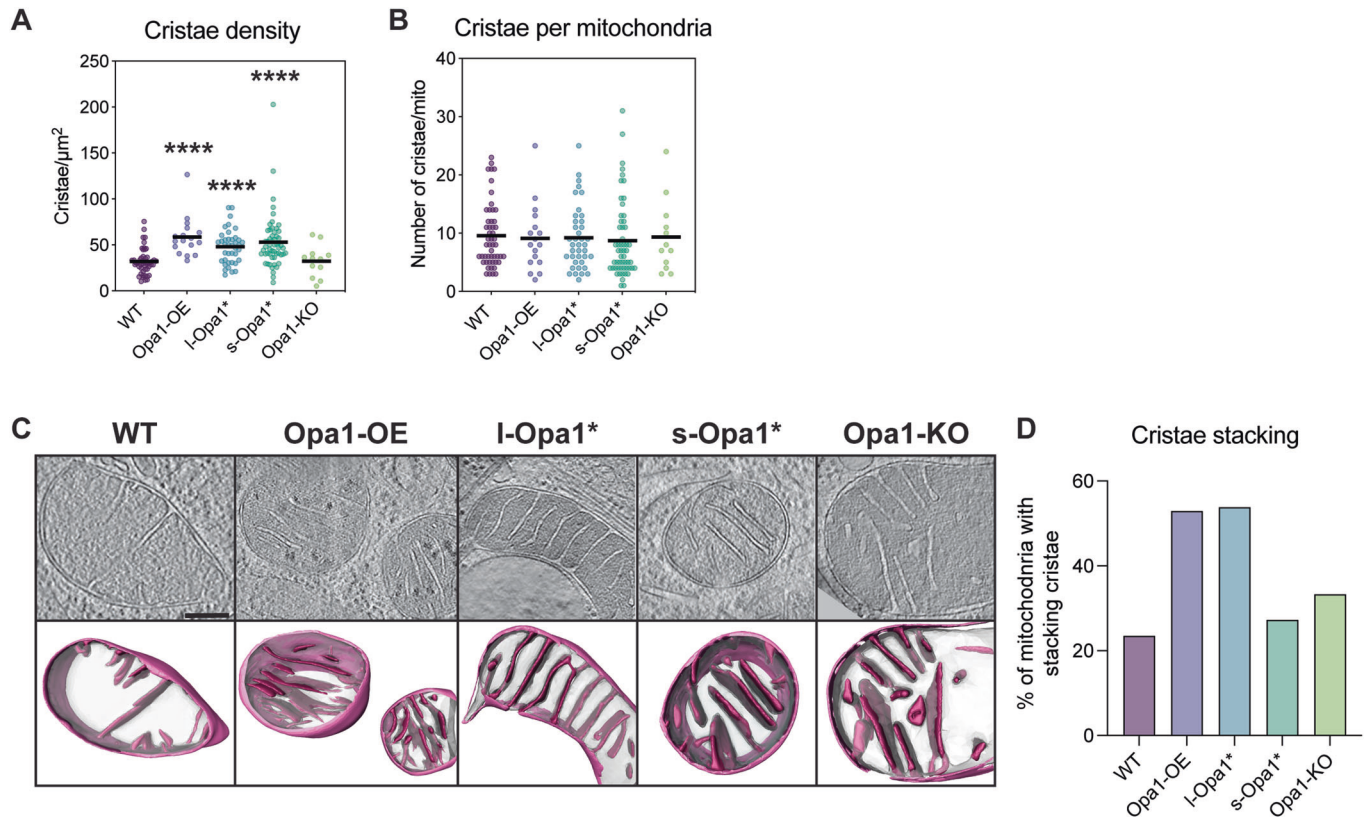 A
Cristae density
Cristae/µm²
250
200
150
100
50
0
****
****
****
WT
Opa1-OE
l-Opa1*
s-Opa1*
Opa1-KO
B
Cristae per mitochondria
Number of cristae/mito
40
30
20
10
0
WT
Opa1-OE
l-Opa1*
s-Opa1*
Opa1-KO
C
WT
Opa1-OE
l-Opa1*
s-Opa1*
Opa1-KO
D
Cristae stacking
% of mitochodnria with
stacking cristae
60
40
20
0
WT
Opa1-OE
l-Opa1*
s-Opa1*
Opa1-KO